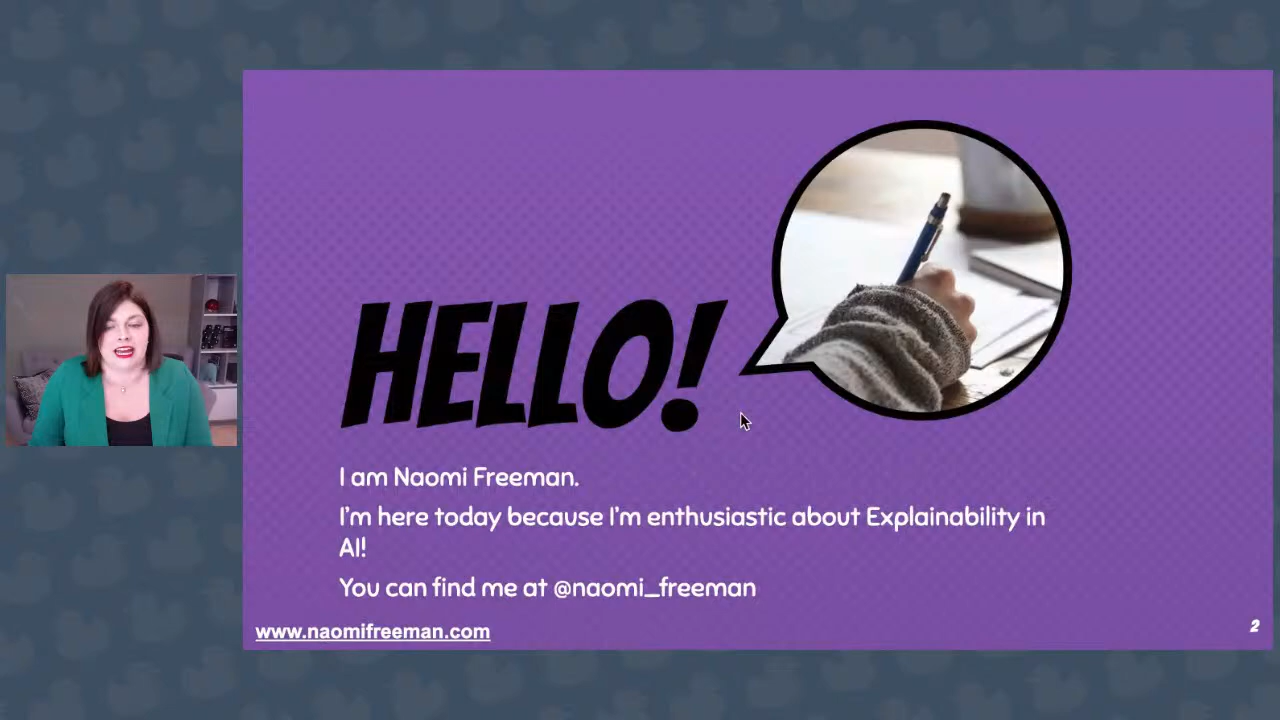 HELLO!
I am Naomi Freeman.
I'm here today because I'm enthusiastic about Explainability in
AI!
You can find me at @naomi_freeman
www.naomifreeman.com
2